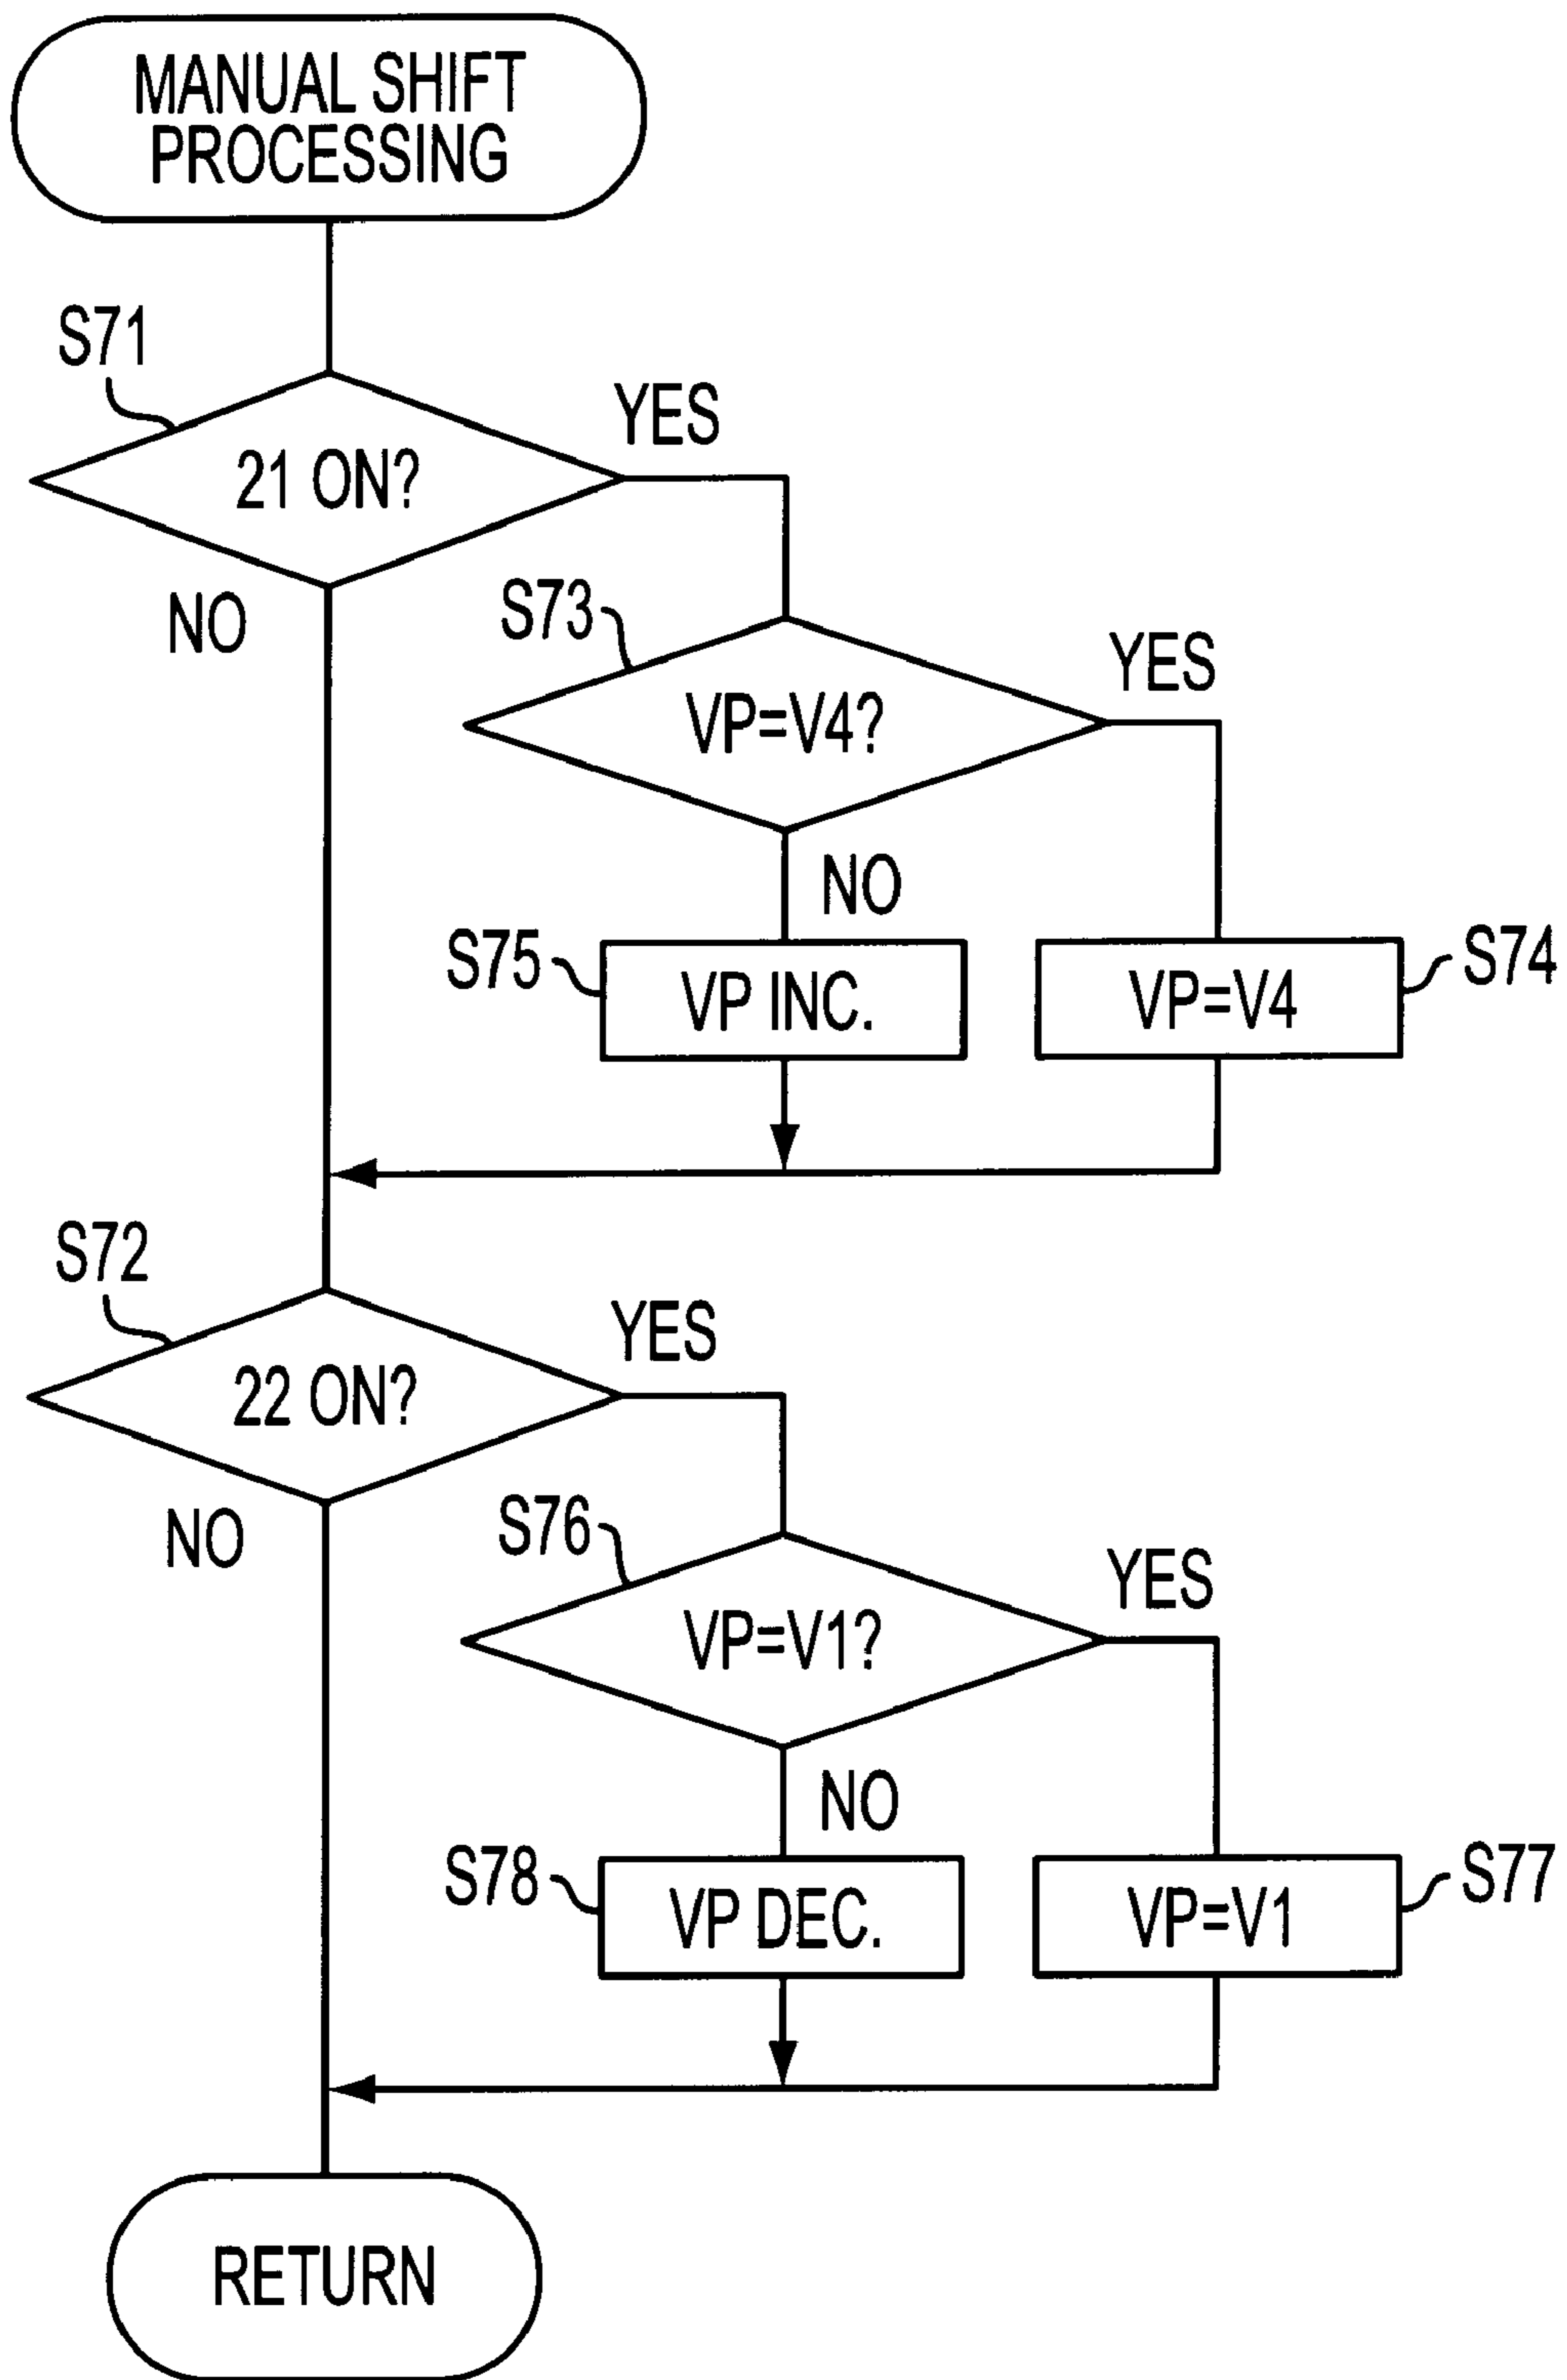 MANUAL SHIFT
PROCESSING
S71
21 ON?
YES
NO
S73
VP=V4?
YES
NO
S75
VP INC.
VP=V4
S74
S72
22 ON?
YES
NO
S76
VP=V1?
YES
NO
S78
VP DEC.
VP=V1
S77
RETURN